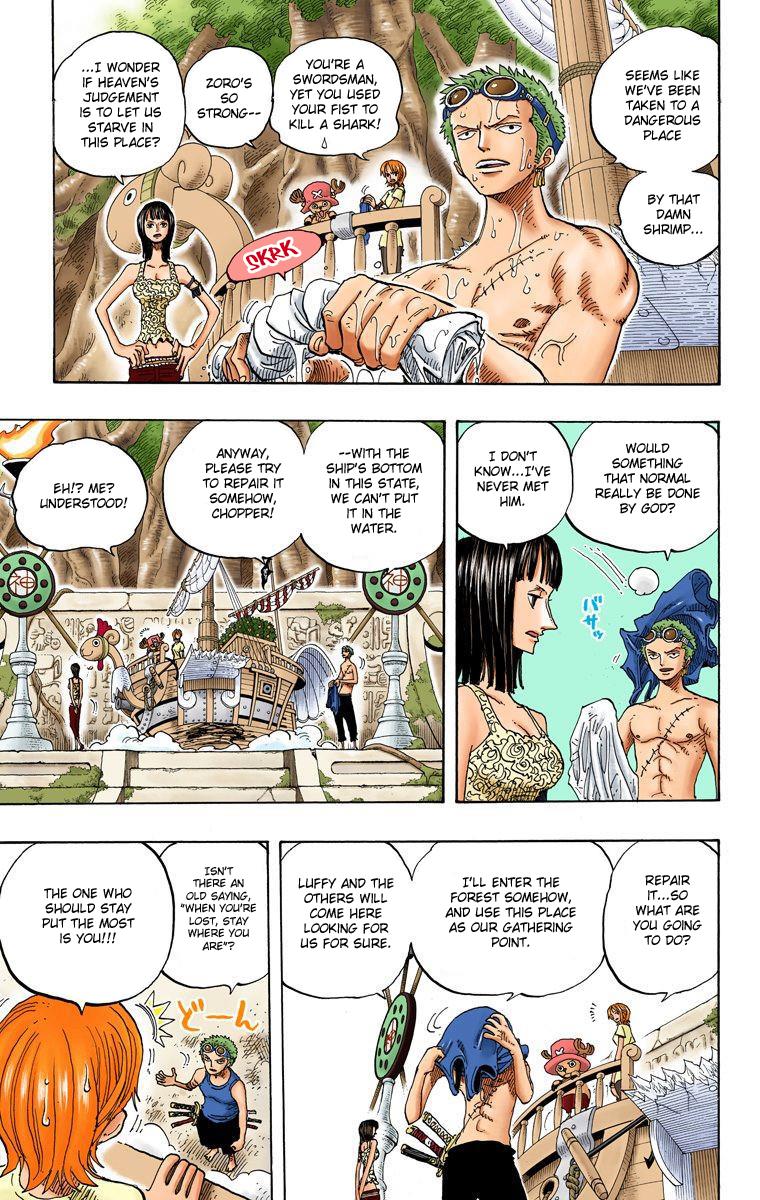 SEEMS LIKE
WE'VE BEEN
TAKEN TO A
DANGEROUS
PLACE
BY THAT
DAMN
SHRIMP...
YOU'RE A
SWORDSMAN,
YET YOU USED
YOUR FIST TO
KILL A SHARK!
ZORO'S
SO
STRONG--
...I WONDER
IF HEAVEN'S
JUDGEMENT
IS TO LET US
STARVE IN
THIS PLACE?
SKRK
WOULD
SOMETHING
THAT NORMAL
REALLY BE DONE
BY GOD?
I DON'T
KNOW...I'VE
NEVER MET
HIM.
バサッ
--WITH THE
SHIP'S BOTTOM
IN THIS STATE,
WE CAN'T PUT
IT IN THE
WATER.
ANYWAY,
PLEASE TRY
TO REPAIR IT
SOMEHOW,
CHOPPER!
EH!? ME?
UNDERSTOOD!
神
神
REPAIR
IT...SO
WHAT ARE
YOU GOING
TO DO?
I'LL ENTER THE
FOREST SOMEHOW,
AND USE THIS PLACE
AS OUR GATHERING
POINT.
LUFFY AND THE
OTHERS WILL
COME HERE
LOOKING FOR
US FOR SURE.
神
ISN'T
THERE AN
OLD SAYING,
"WHEN YOU'RE
LOST, STAY
WHERE YOU
ARE"?
どーん
THE ONE WHO
SHOULD STAY
PUT THE MOST
IS YOU!!!